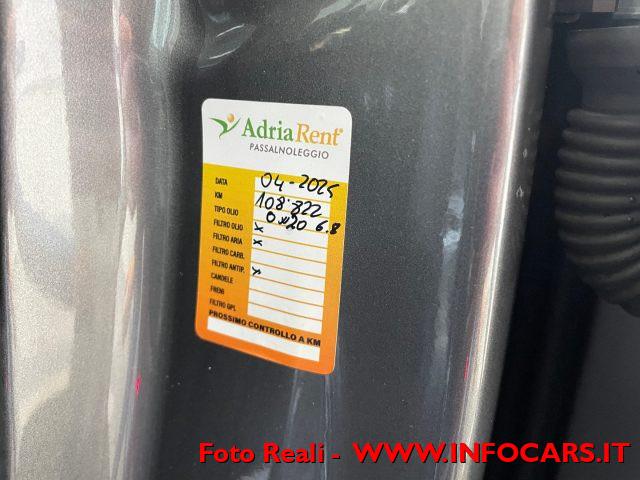 AdriaRent
PASSALNOLEGGIO
DATA 04-2025
KM 108.822
TIPO OLIO 0w20 6.8
FILTRO OLIO x
FILTRO ARIA x
FILTRO CARB.
FILTRO ANTIP. x
CANDELE
FRENI
FILTRO GPL
PROSSIMO CONTROLLO A KM
Foto Reali - WWW.INFOCARS.IT